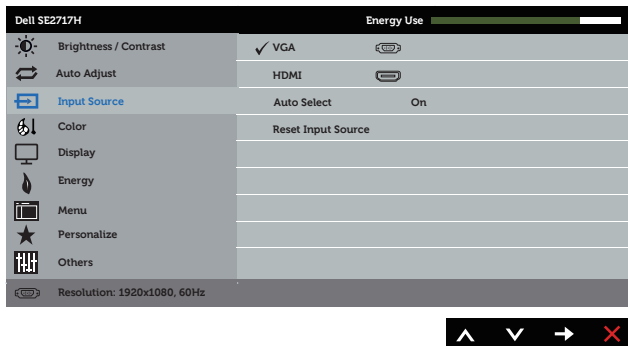 Dell SE2717H
Energy Use
Brightness / Contrast
Auto Adjust
Input Source
Color
Display
Energy
Menu
Personalize
Others
VGA
HDMI
Auto Select On
Reset Input Source
Resolution: 1920x1080, 60Hz